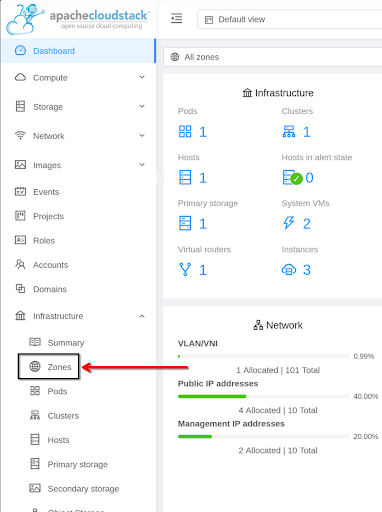 apachecloudstack
open source cloud computing
Default view
Dashboard
All zones
Compute
Storage
Network
Images
Events
Projects
Roles
Accounts
Domains
Infrastructure
Summary
Zones
Pods
Clusters
Hosts
Primary storage
Secondary storage
Object Storage
Infrastructure
Pods
Clusters
1
1
Hosts
Hosts in alert state
1
0
Primary storage
System VMs
1
2
Virtual routers
Instances
1
3
Network
VLAN/VNI
0.99%
1 Allocated | 101 Total
Public IP addresses
40.00%
4 Allocated | 10 Total
Management IP addresses
20.00%
2 Allocated | 10 Total